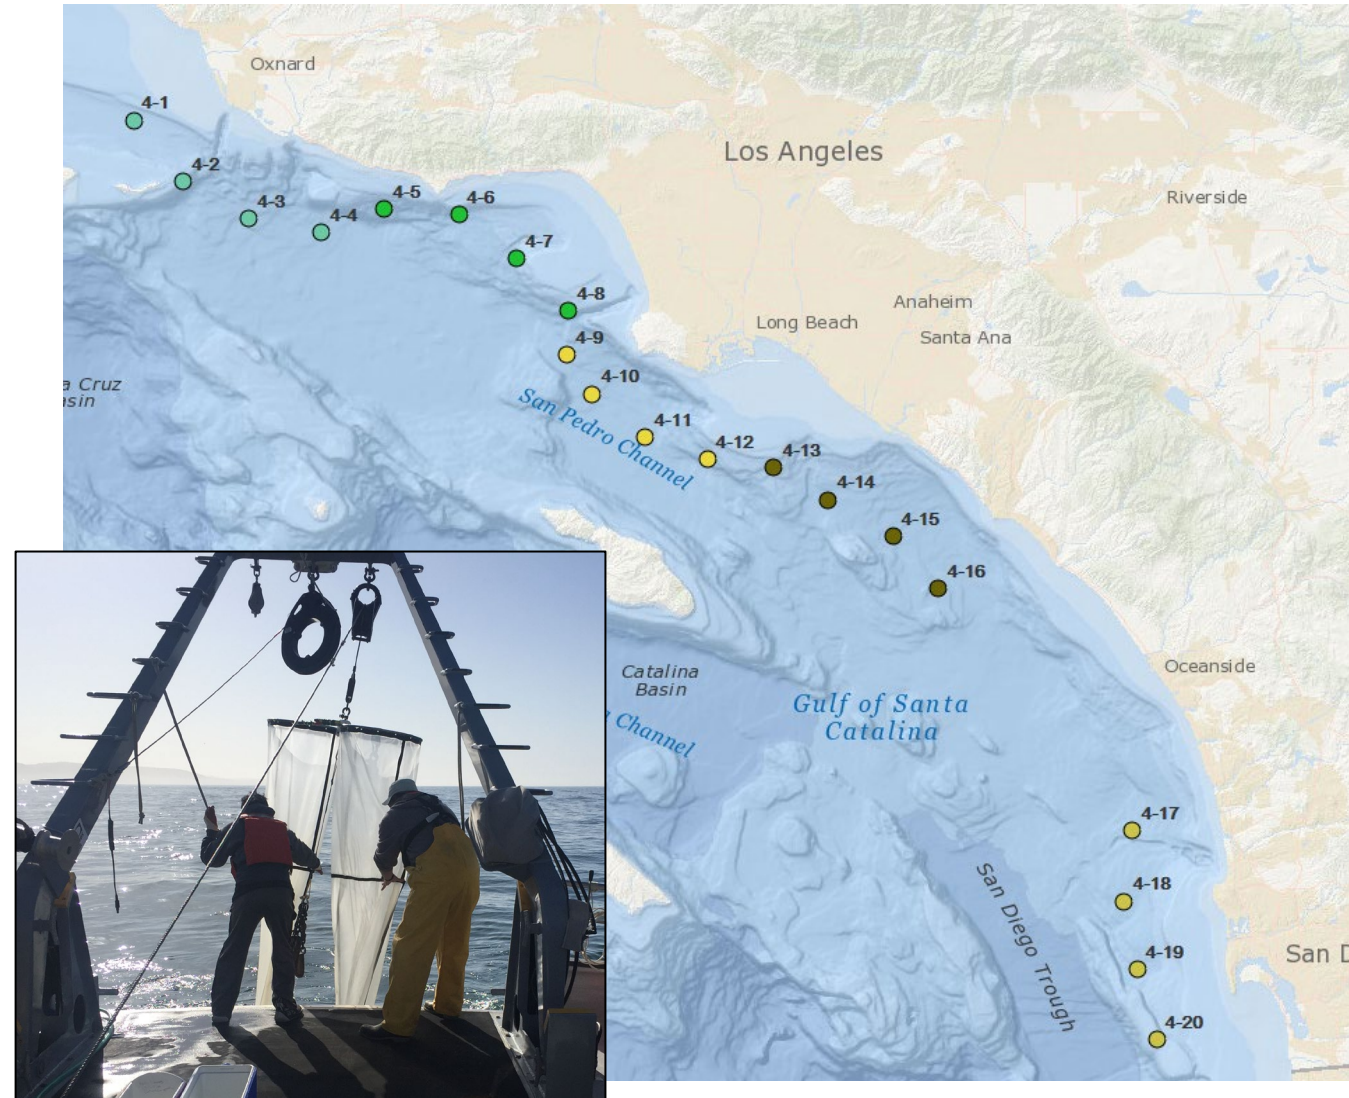 Oxnard
4-1
Los Angeles
4-2
4-5
4-6
Riverside
4-3
4-4
4-7
4-8
Anaheim
Long Beach
Santa Ana
4-9
4-10
a Cruz
asin
San Pedro Channel
4-11
4-12
4-13
4-14
4-15
4-16
Catalina
Basin
Oceanside
Gulf of Santa
Catalina
a Channel
4-17
San Diego Trough
4-18
4-19
San D
4-20